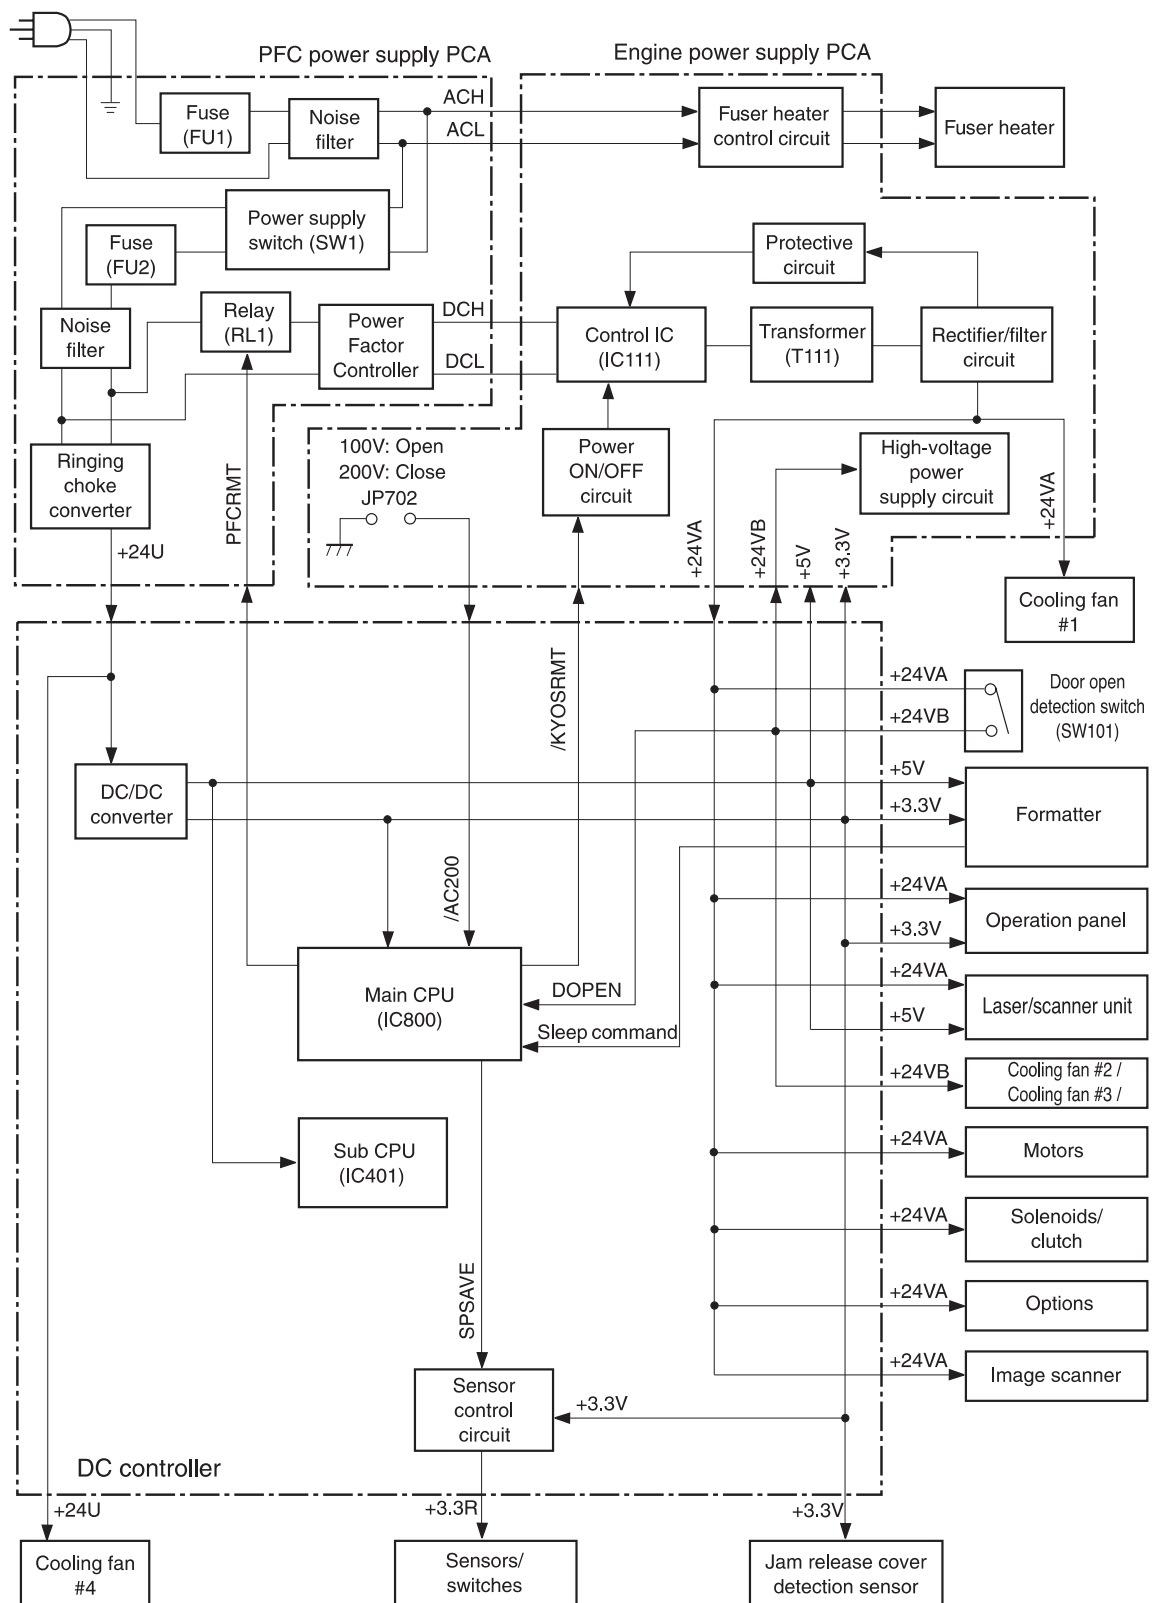 PFC power supply PCA
Engine power supply PCA
Fuse
(FU1)
Noise
filter
ACH
ACL
Fuser heater
control circuit
Fuser heater
Power supply
switch (SW1)
Fuse
(FU2)
Protective
circuit
Noise
filter
Relay
(RL1)
Power
Factor
Controller
DCH
DCL
Control IC
(IC111)
Transformer
(T111)
Rectifier/filter
circuit
Ringing
choke
converter
100V: Open
200V: Close
JP702
Power
ON/OFF
circuit
High-voltage
power
supply circuit
+24U
PFCRMT
+24VA
+24VB
+5V
+3.3V
+24VA
Cooling fan
#1
/KYOSRMT
+24VA
+24VB
Door open
detection switch
(SW101)
DC/DC
converter
+5V
+3.3V
Formatter
/AC200
+24VA
+3.3V
Operation panel
Main CPU
(IC800)
DOPEN
Sleep command
+24VA
+5V
Laser/scanner unit
+24VB
Cooling fan #2 /
Cooling fan #3 /
Sub CPU
(IC401)
+24VA
Motors
+24VA
Solenoids/
clutch
SPSAVE
+24VA
Options
+24VA
Image scanner
Sensor
control
circuit
+3.3V
DC controller
+24U
+3.3R
+3.3V
Cooling fan
#4
Sensors/
switches
Jam release cover
detection sensor